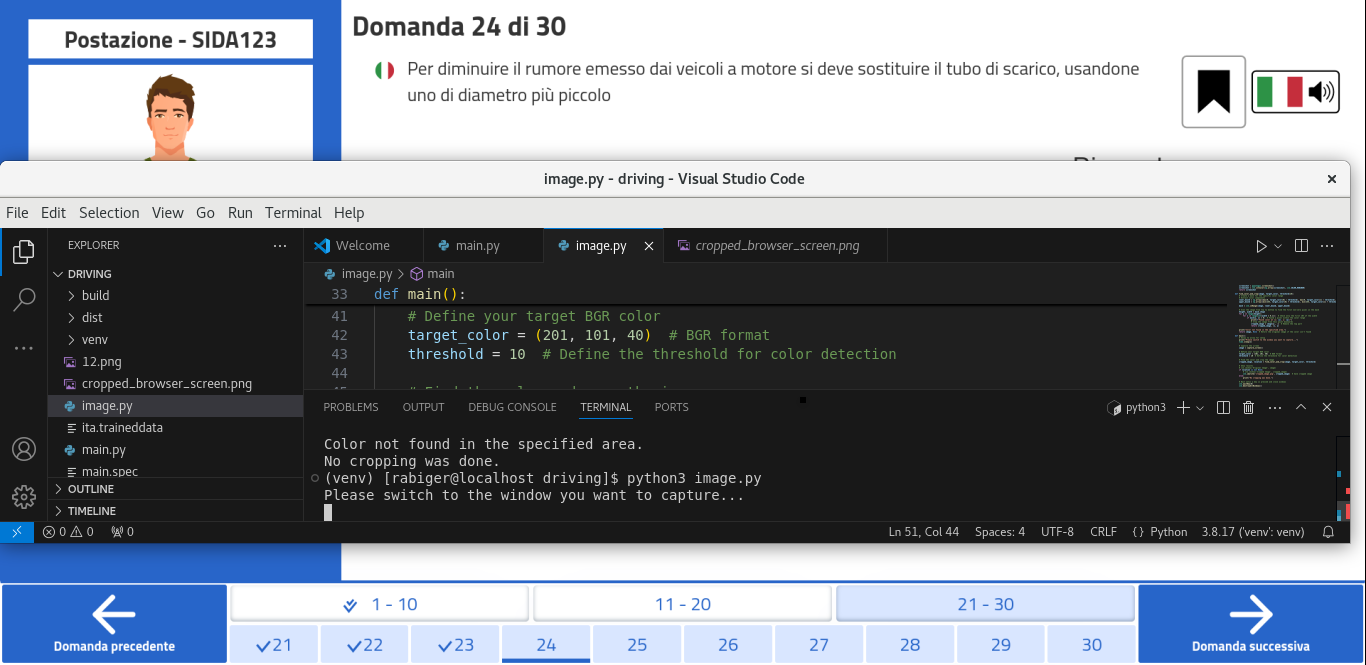 Postazione - SIDA123
Domanda 24 di 30
Per diminuire il rumore emesso dai veicoli a motore si deve sostituire il tubo di scarico, usandone
uno di diametro più piccolo
image.py - driving - Visual Studio Code
File Edit Selection View Go Run Terminal Help
EXPLORER
Welcome main.py image.py cropped_browser_screen.png
DRIVING
build
dist
venv
12.png
cropped_browser_screen.png
image.py
ita.traineddata
main.py
main.spec
OUTLINE
TIMELINE
image.py > main
33 def main():
41 # Define your target BGR color
42 target_color = (201, 101, 40) # BGR format
43 threshold = 10 # Define the threshold for color detection
44
PROBLEMS OUTPUT DEBUG CONSOLE TERMINAL PORTS python3
Color not found in the specified area.
No cropping was done.
(venv) [rabiger@localhost driving]$ python3 image.py
Please switch to the window you want to capture...
0 0 0 Ln 51, Col 44 Spaces: 4 UTF-8 CRLF {} Python 3.8.17 ('venv': venv)
Domanda precedente
1 - 10
11 - 20
21 - 30
21 22 23 24 25 26 27 28 29 30
Domanda successiva